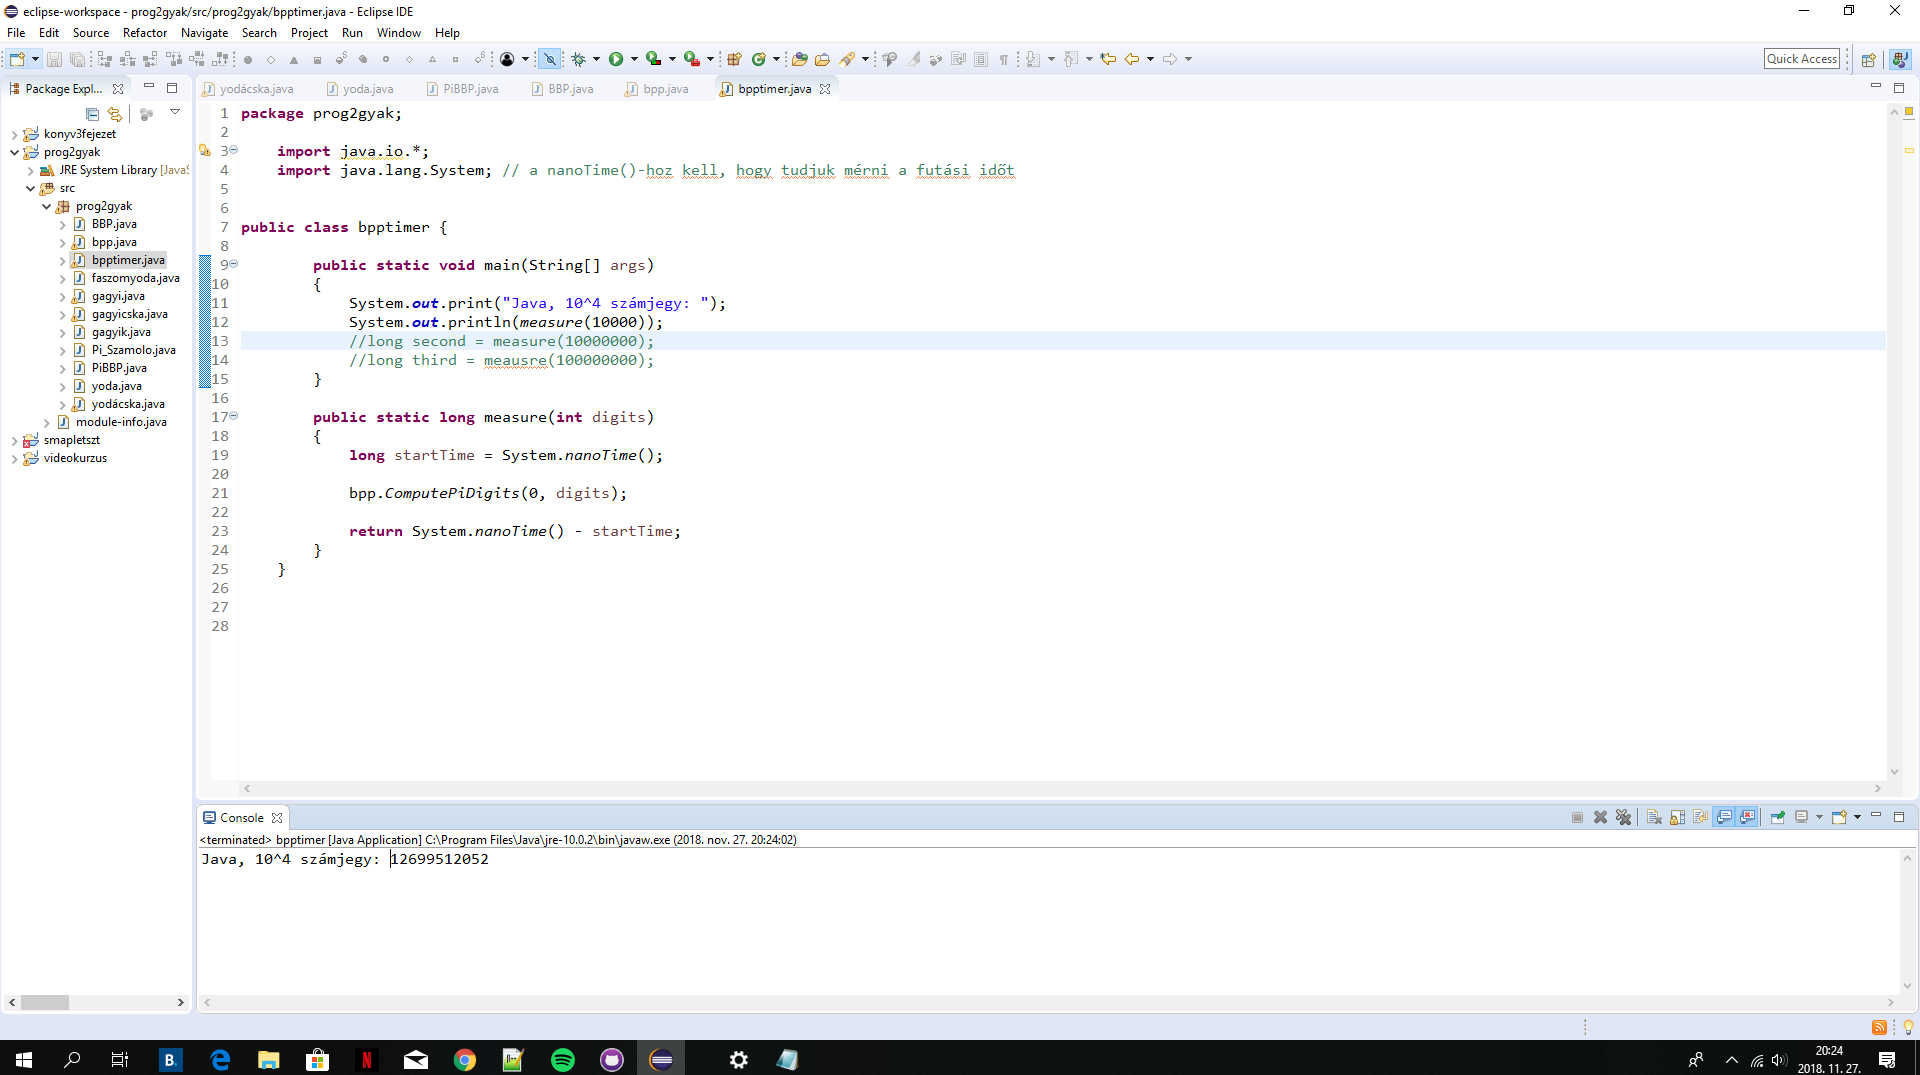 eclipse-workspace - prog2gyak/src/prog2gyak/bpptimer.java - Eclipse IDE
File Edit Source Refactor Navigate Search Project Run Window Help
Quick Access
Package Expl...
yodácska.java yoda.java PiBBP.java BBP.java bpp.java bpptimer.java
konyv3fejezet
prog2gyak
JRE System Library [JavaS
src
prog2gyak
BBP.java
bpp.java
bpptimer.java
faszomyoda.java
gagyi.java
gagyicska.java
gagyik.java
Pi_Szamolo.java
PiBBP.java
yoda.java
yodácska.java
module-info.java
smapletszt
videokurzus
1 package prog2gyak;
2
3 import java.io.*;
4 import java.lang.System; // a nanoTime()-hoz kell, hogy tudjuk mérni a futási időt
5
6
7 public class bpptimer {
8
9 public static void main(String[] args)
10 {
11 System.out.print("Java, 10^4 számjegy: ");
12 System.out.println(measure(10000));
13 //long second = measure(10000000);
14 //long third = meausre(100000000);
15 }
16
17 public static long measure(int digits)
18 {
19 long startTime = System.nanoTime();
20
21 bpp.ComputePiDigits(0, digits);
22
23 return System.nanoTime() - startTime;
24 }
25 }
26
27
28
Console
<terminated> bpptimer [Java Application] C:\Program Files\Java\jre-10.0.2\bin\javaw.exe (2018. nov. 27. 20:24:02)
Java, 10^4 számjegy: 12699512052
B.
N
20:24
2018. 11. 27.